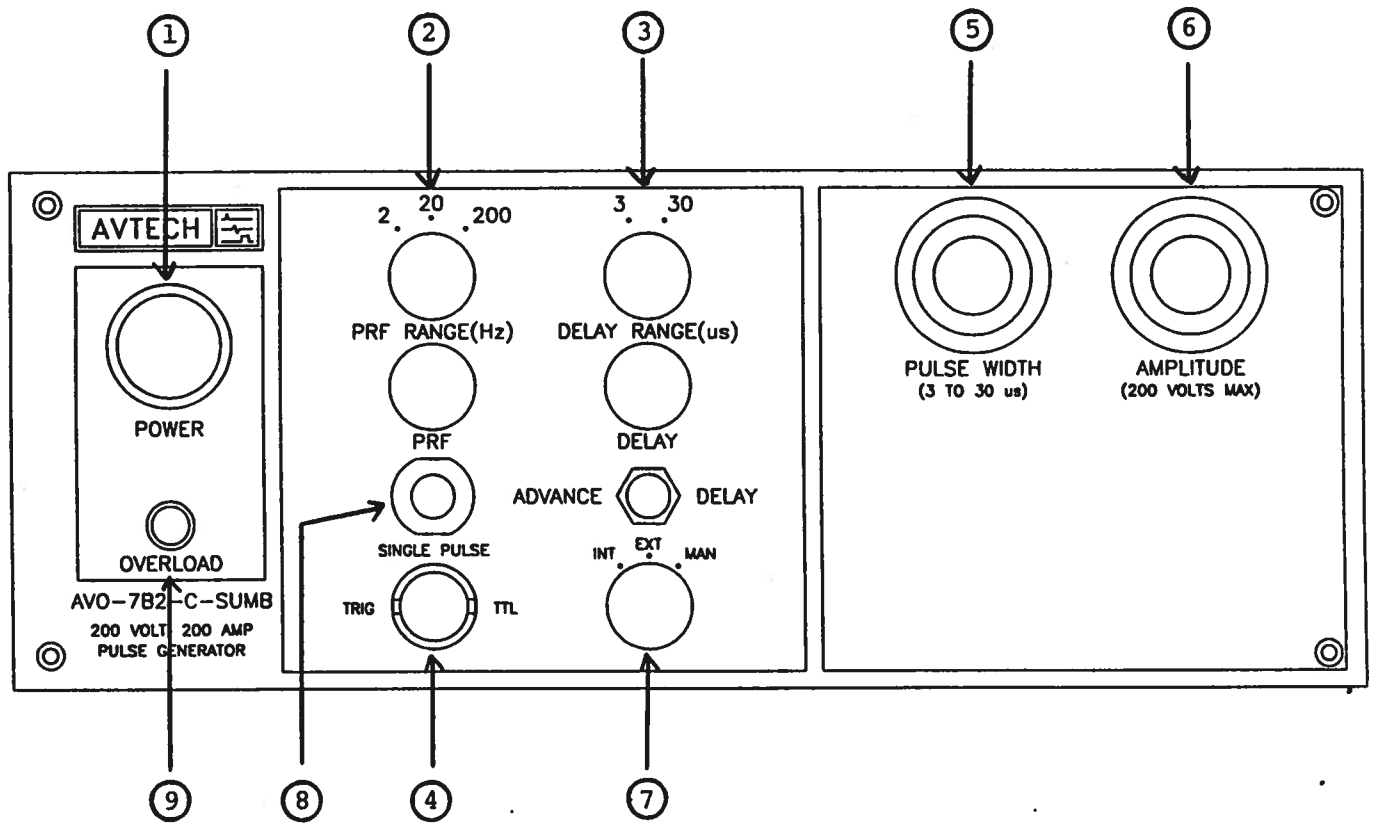 1 2 3 5 6
AVTECH
POWER
OVERLOAD
AVO-7B2-C-SUMB
200 VOLT 200 AMP
PULSE GENERATOR
2 20 200
PRF RANGE(Hz)
3 30
DELAY RANGE(us)
PRF
DELAY
SINGLE PULSE
ADVANCE DELAY
TRIG TTL
INT EXT MAN
PULSE WIDTH
(3 TO 30 us)
AMPLITUDE
(200 VOLTS MAX)
9 8 4 7